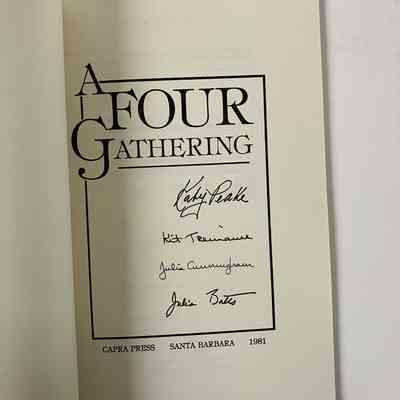 A FOUR
GATHERING
Katy Peake
Kit Tremaine
Julia Cunningham
Julia Bates
CAPRA PRESS SANTA BARBARA 1981